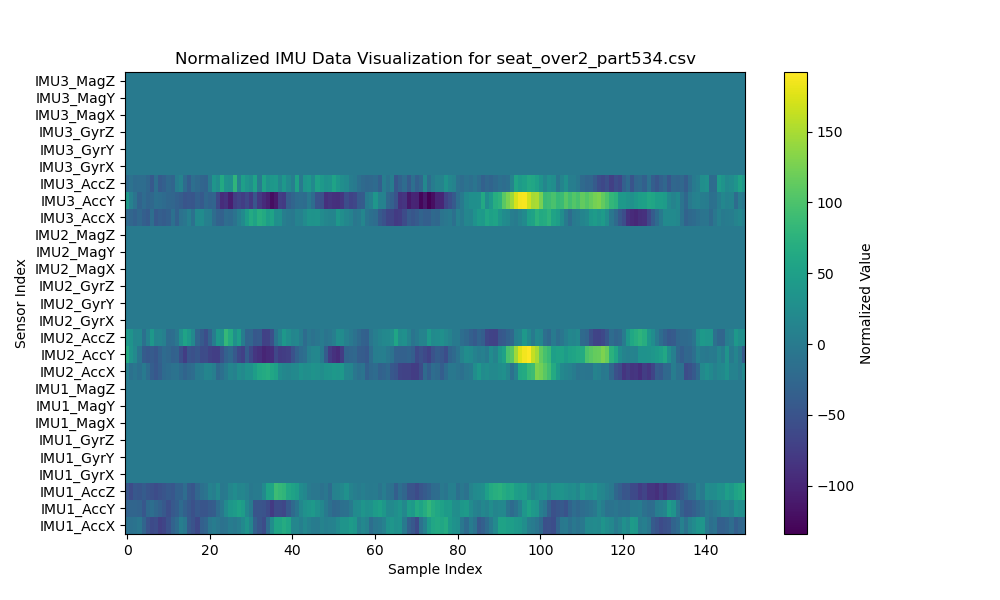 Normalized IMU Data Visualization for seat_over2_part534.csv
IMU3_MagZ
IMU3_MagY
IMU3_MagX
IMU3_GyrZ
IMU3_GyrY
IMU3_GyrX
IMU3_AccZ
IMU3_AccY
IMU3_AccX
IMU2_MagZ
IMU2_MagY
IMU2_MagX
IMU2_GyrZ
IMU2_GyrY
IMU2_GyrX
IMU2_AccZ
IMU2_AccY
IMU2_AccX
IMU1_MagZ
IMU1_MagY
IMU1_MagX
IMU1_GyrZ
IMU1_GyrY
IMU1_GyrX
IMU1_AccZ
IMU1_AccY
IMU1_AccX
Sensor Index
0 20 40 60 80 100 120 140
Sample Index
150
100
50
0
−50
−100
Normalized Value